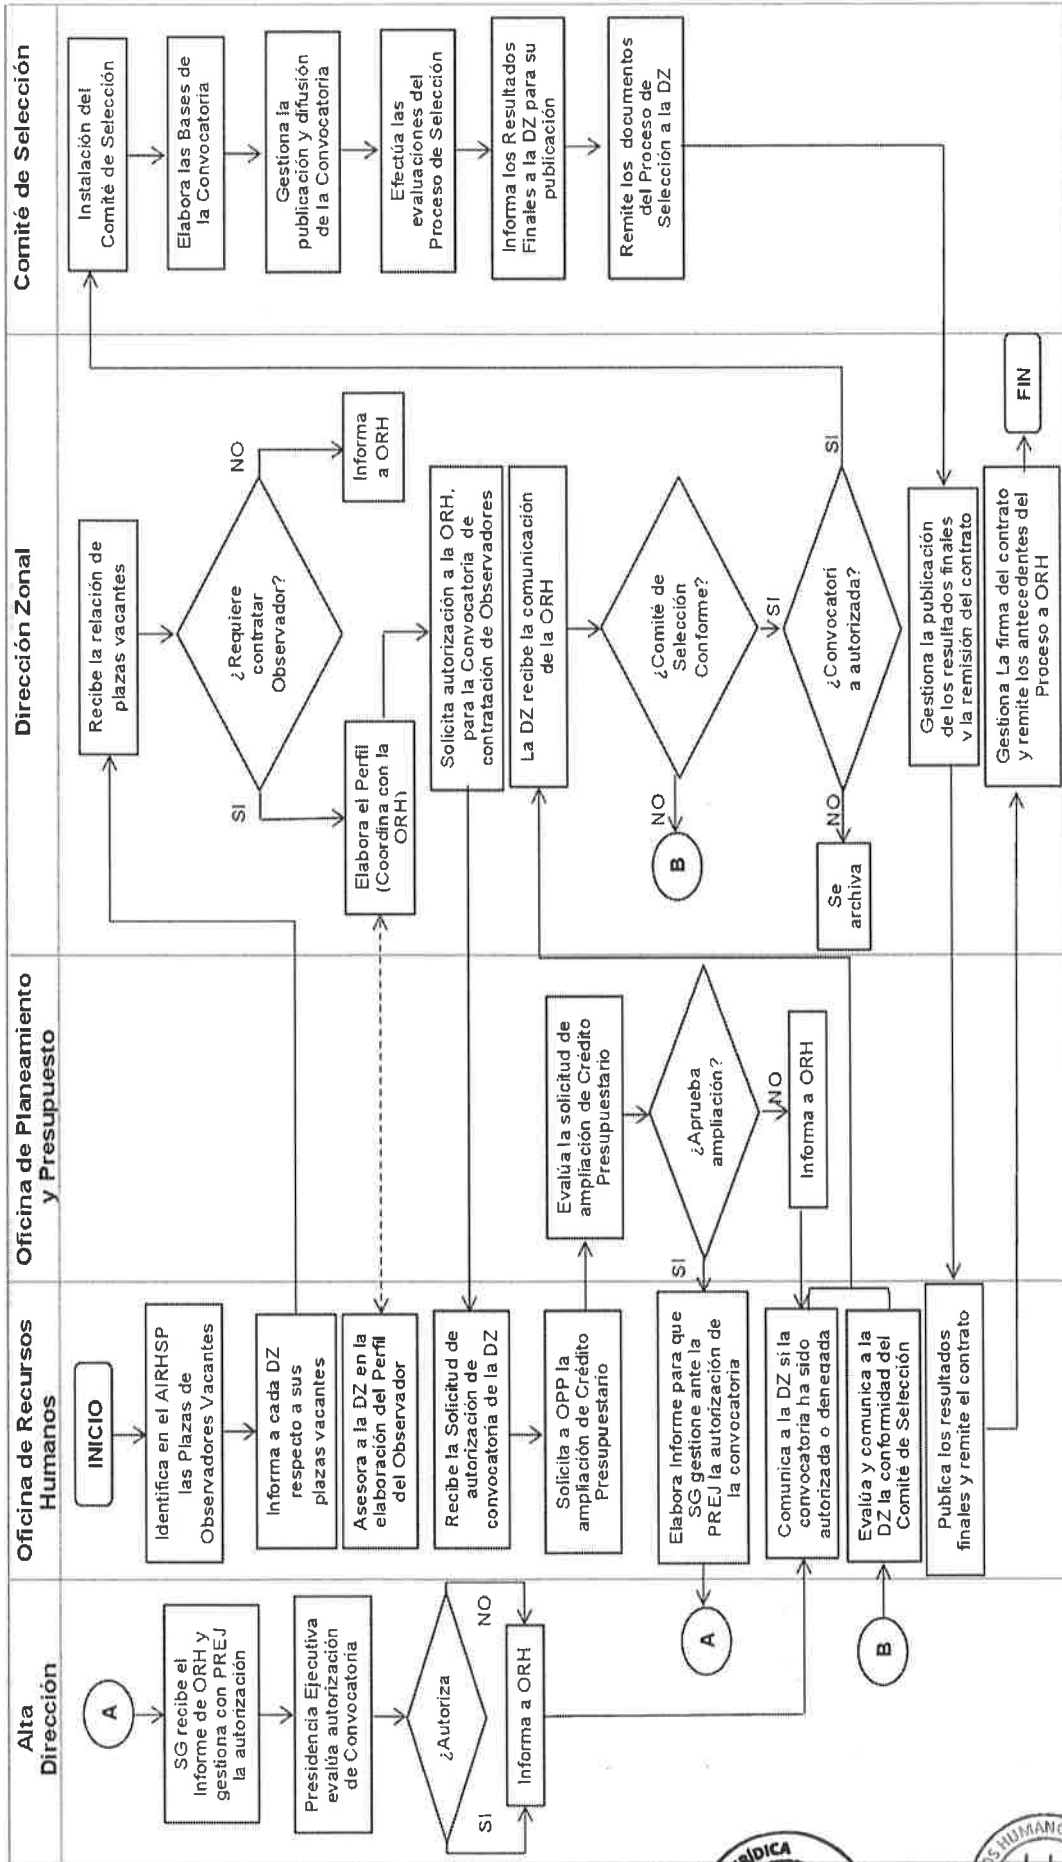 Alta
Dirección
A
SG recibe el
Informe de ORH y
gestiona con PREJ
la autorización
Presidencia Ejecutiva
evalúa autorización
de Convocatoria
¿Autoriza
SI
NO
Informa a ORH
Oficina de Recursos
Humanos
INICIO
Identifica en el AIRHSP
las Plazas de
Observadores Vacantes
Informa a cada DZ
respecto a sus
plazas vacantes
Asesora a la DZ en la
elaboración del Perfil
del Observador
Recibe la Solicitud de
autorización de
convocatoria de la DZ
Solicita a OPP la
ampliación de Crédito
Presupuestario
Elabora Informe para que
SG gestione ante la
PREJ la autorización de
la convocatoria
A
Comunica a la DZ si la
convocatoria ha sido
autorizada o denegada
Evalúa y comunica a la
DZ la conformidad del
Comité de Selección
B
Publica los resultados
finales y remite el contrato
Oficina de Planeamiento
y Presupuesto
Evalúa la solicitud de
ampliación de Crédito
Presupuestario
¿Aprueba
ampliación?
SI
NO
Informa a ORH
Dirección Zonal
Recibe la relación de
plazas vacantes
¿Requiere
contratar
Observador?
SI
NO
Informa
a ORH
Elabora el Perfil
(Coordina con la
ORH)
Solicita autorización a la ORH,
para la Convocatoria de
contratación de Observadores
La DZ recibe la comunicación
de la ORH
¿Comité de
Selección
Conforme?
NO
B
SI
¿Convocatori
a autorizada?
NO
Se
archiva
SI
Gestiona la publicación
de los resultados finales
y la remisión del contrato
Gestiona La firma del contrato
y remite los antecedentes del
Proceso a ORH
FIN
Comité de Selección
Instalación del
Comité de Selección
Elabora las Bases de
la Convocatoria
Gestiona la
publicación y difusión
de la Convocatoria
Efectúa las
evaluaciones del
Proceso de Selección
Informa los Resultados
Finales a la DZ para su
publicación
Remite los documentos
del Proceso de
Selección a la DZ